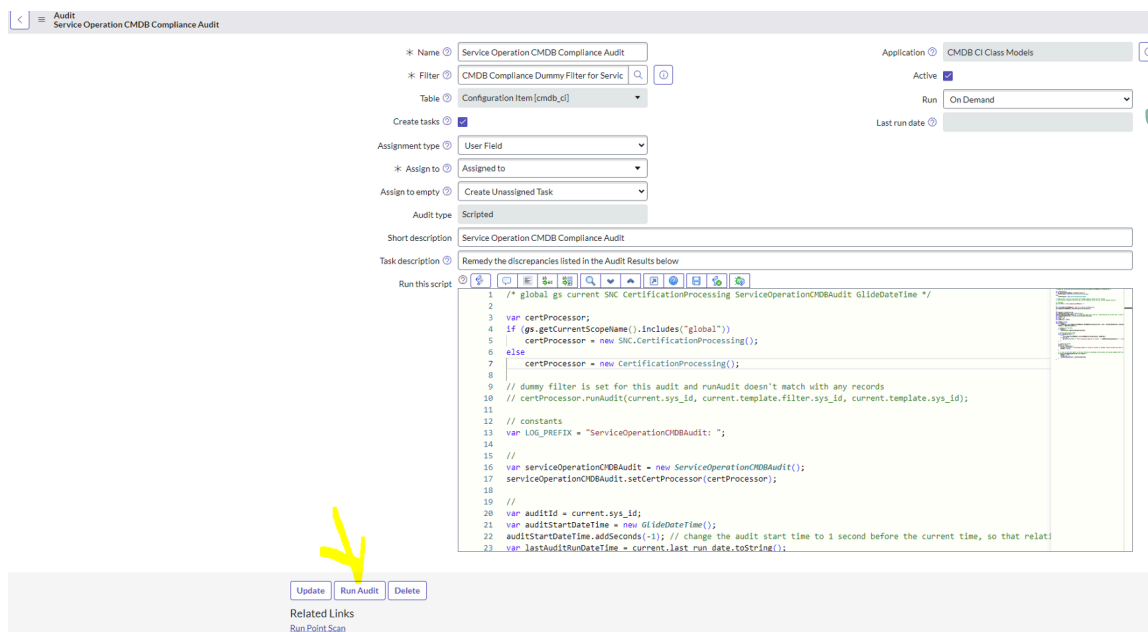 Audit
Service Operation CMDB Compliance Audit
Name
Service Operation CMDB Compliance Audit
Application
CMDB CI Class Models
Filter
CMDB Compliance Dummy Filter for Servic
Active
Table
Configuration Item [cmdb_ci]
Run
On Demand
Create tasks
Last run date
Assignment type
User Field
Assign to
Assigned to
Assign to empty
Create Unassigned Task
Audit type
Scripted
Short description
Service Operation CMDB Compliance Audit
Task description
Remedy the discrepancies listed in the Audit Results below
Run this script
1 /* global gs current SNC CertificationProcessing ServiceOperationCMDBAudit GlideDateTime */
2
3 var certProcessor;
4 if (gs.getCurrentScopeName().includes("global"))
5 certProcessor = new SNC.CertificationProcessing();
6 else
7 certProcessor = new CertificationProcessing();
8
9 // dummy filter is set for this audit and runAudit doesn't match with any records
10 // certProcessor.runAudit(current.sys_id, current.template.filter.sys_id, current.template.sys_id);
11
12 // constants
13 var LOG_PREFIX = "ServiceOperationCMDBAudit: ";
14
15 //
16 var serviceOperationCMDBAudit = new ServiceOperationCMDBAudit();
17 serviceOperationCMDBAudit.setCertProcessor(certProcessor);
18
19 //
20 var auditId = current.sys_id;
21 var auditStartDateTime = new GlideDateTime();
22 auditStartDateTime.addSeconds(-1); // change the audit start time to 1 second before the current time, so that relati
23 var lastAuditRunDateTime = current.last_run_date.toString();
Update
Run Audit
Delete
Related Links
Run Point Scan